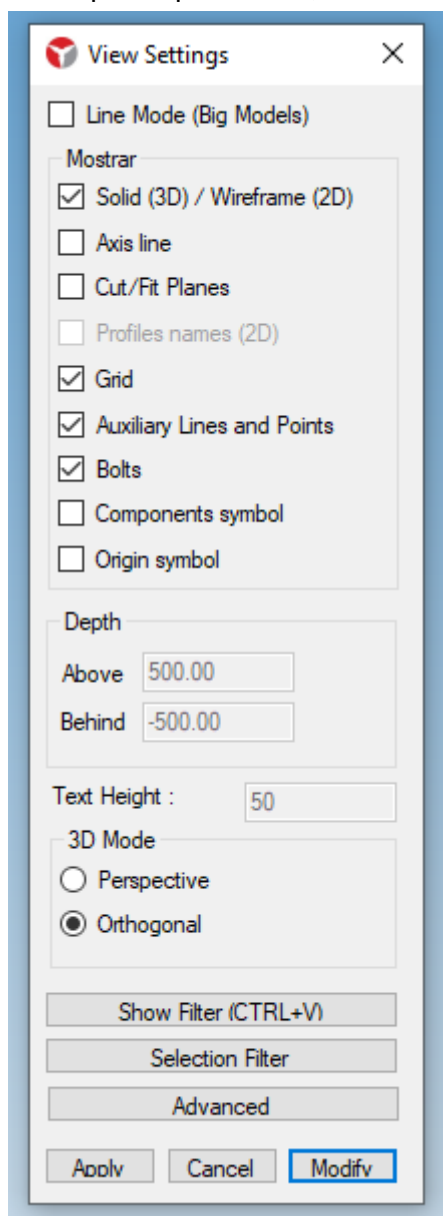 View Settings
Line Mode (Big Models)
Mostrar
Solid (3D) / Wireframe (2D)
Axis line
Cut/Fit Planes
Profiles names (2D)
Grid
Auxiliary Lines and Points
Bolts
Components symbol
Origin symbol
Depth
Above 500.00
Behind -500.00
Text Height : 50
3D Mode
Perspective
Orthogonal
Show Filter (CTRL+V)
Selection Filter
Advanced
Apply Cancel Modify